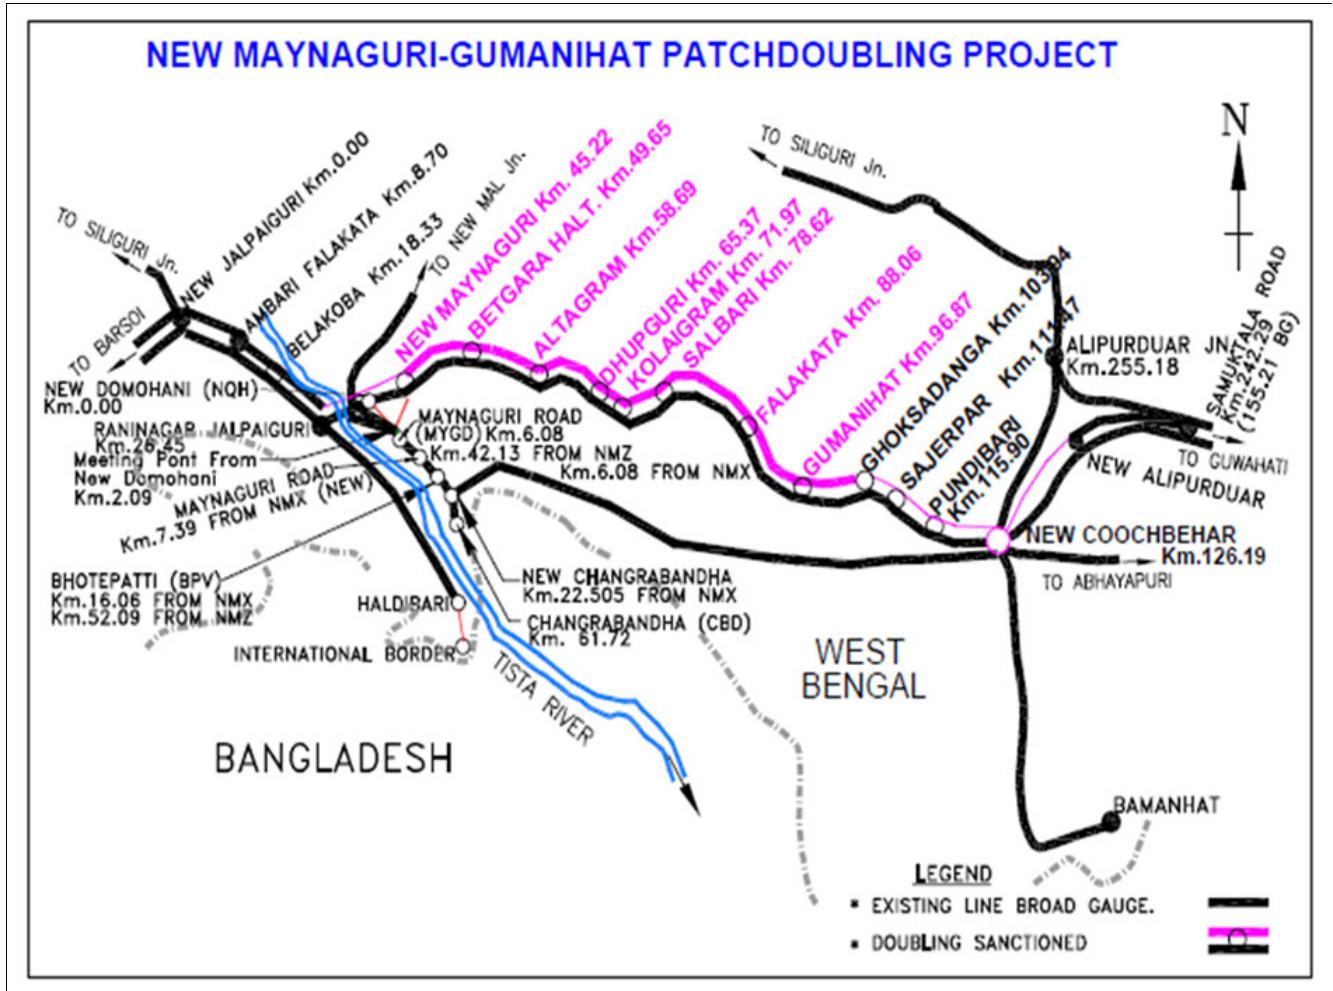 NEW MAYNAGURI-GUMANIHAT PATCHDOUBLING PROJECT
N
TO SILIGURI Jn.
NEW JALPAIGURI Km.0.00
AMBARI FALAKATA Km.8.70
BELAKOBA Km.18.33
TO NEW MAL Jn.
NEW MAYNAGURI Km. 45.22
BETGARA HALT. Km.49.65
ALTAGRAM Km.58.69
DHUPGURI Km. 65.37
KOLAIGRAM Km. 71.97
SALBARI Km. 78.62
FALAKATA Km. 88.06
GUMANIHAT Km.96.87
GHOKSADANGA Km.103.94
SAJERPAR Km.111.47
PUNDIBARI
Km.115.90
TO SILIGURI Jn.
ALIPURDUAR JN.
Km.255.18
SAMUKTALA ROAD
Km.242.29
(155.21 BG)
TO GUWAHATI
NEW ALIPURDUAR
NEW COOCHBEHAR
Km.126.19
TO ABHAYAPURI
TO BARSOI
NEW DOMOHANI (NQH)
Km.0.00
RANINAGAR JALPAIGURI
Km.26.45
Meeting Pont From
New Domohani
Km.2.09
MAYNAGURI ROAD
(MYGD) Km.6.08
Km.42.13 FROM NMZ
Km.6.08 FROM NMX
MAYNAGURI ROAD
Km.7.39 FROM NMX (NEW)
BHOTEPATTI (BPV)
Km.16.06 FROM NMX
Km.52.09 FROM NMZ
NEW CHANGRABANDHA
Km.22.505 FROM NMX
CHANGRABANDHA (CBD)
Km. 61.72
HALDIBARI
INTERNATIONAL BORDER
TISTA RIVER
WEST
BENGAL
BANGLADESH
BAMANHAT
LEGEND
* EXISTING LINE BROAD GAUGE.
* DOUBLING SANCTIONED